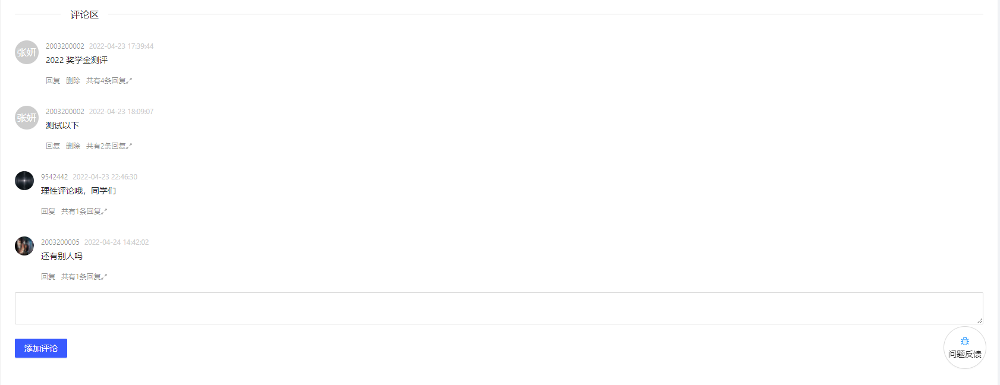 评论区
张妍
2003200002 2022-04-23 17:39:44
2022 奖学金测评
回复 删除 共有4条回复
张妍
2003200002 2022-04-23 18:09:07
测试以下
回复 删除 共有2条回复
9542442 2022-04-23 22:46:30
理性评论哦，同学们
回复 共有1条回复
2003200005 2022-04-24 14:42:02
还有别人吗
回复 共有1条回复
添加评论
问题反馈